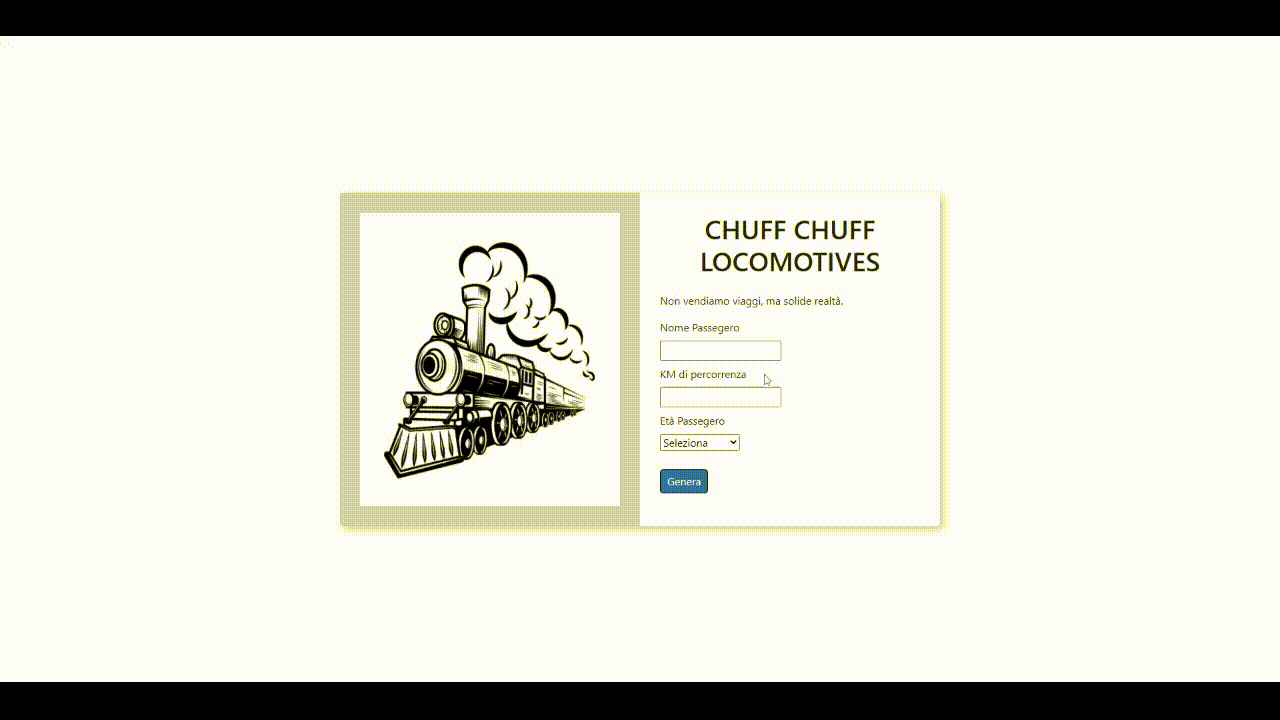 CHUFF CHUFF
LOCOMOTIVES
Non vendiamo viaggi, ma solide realtà.
Nome Passegero
KM di percorrenza
Età Passegero
Seleziona
Genera